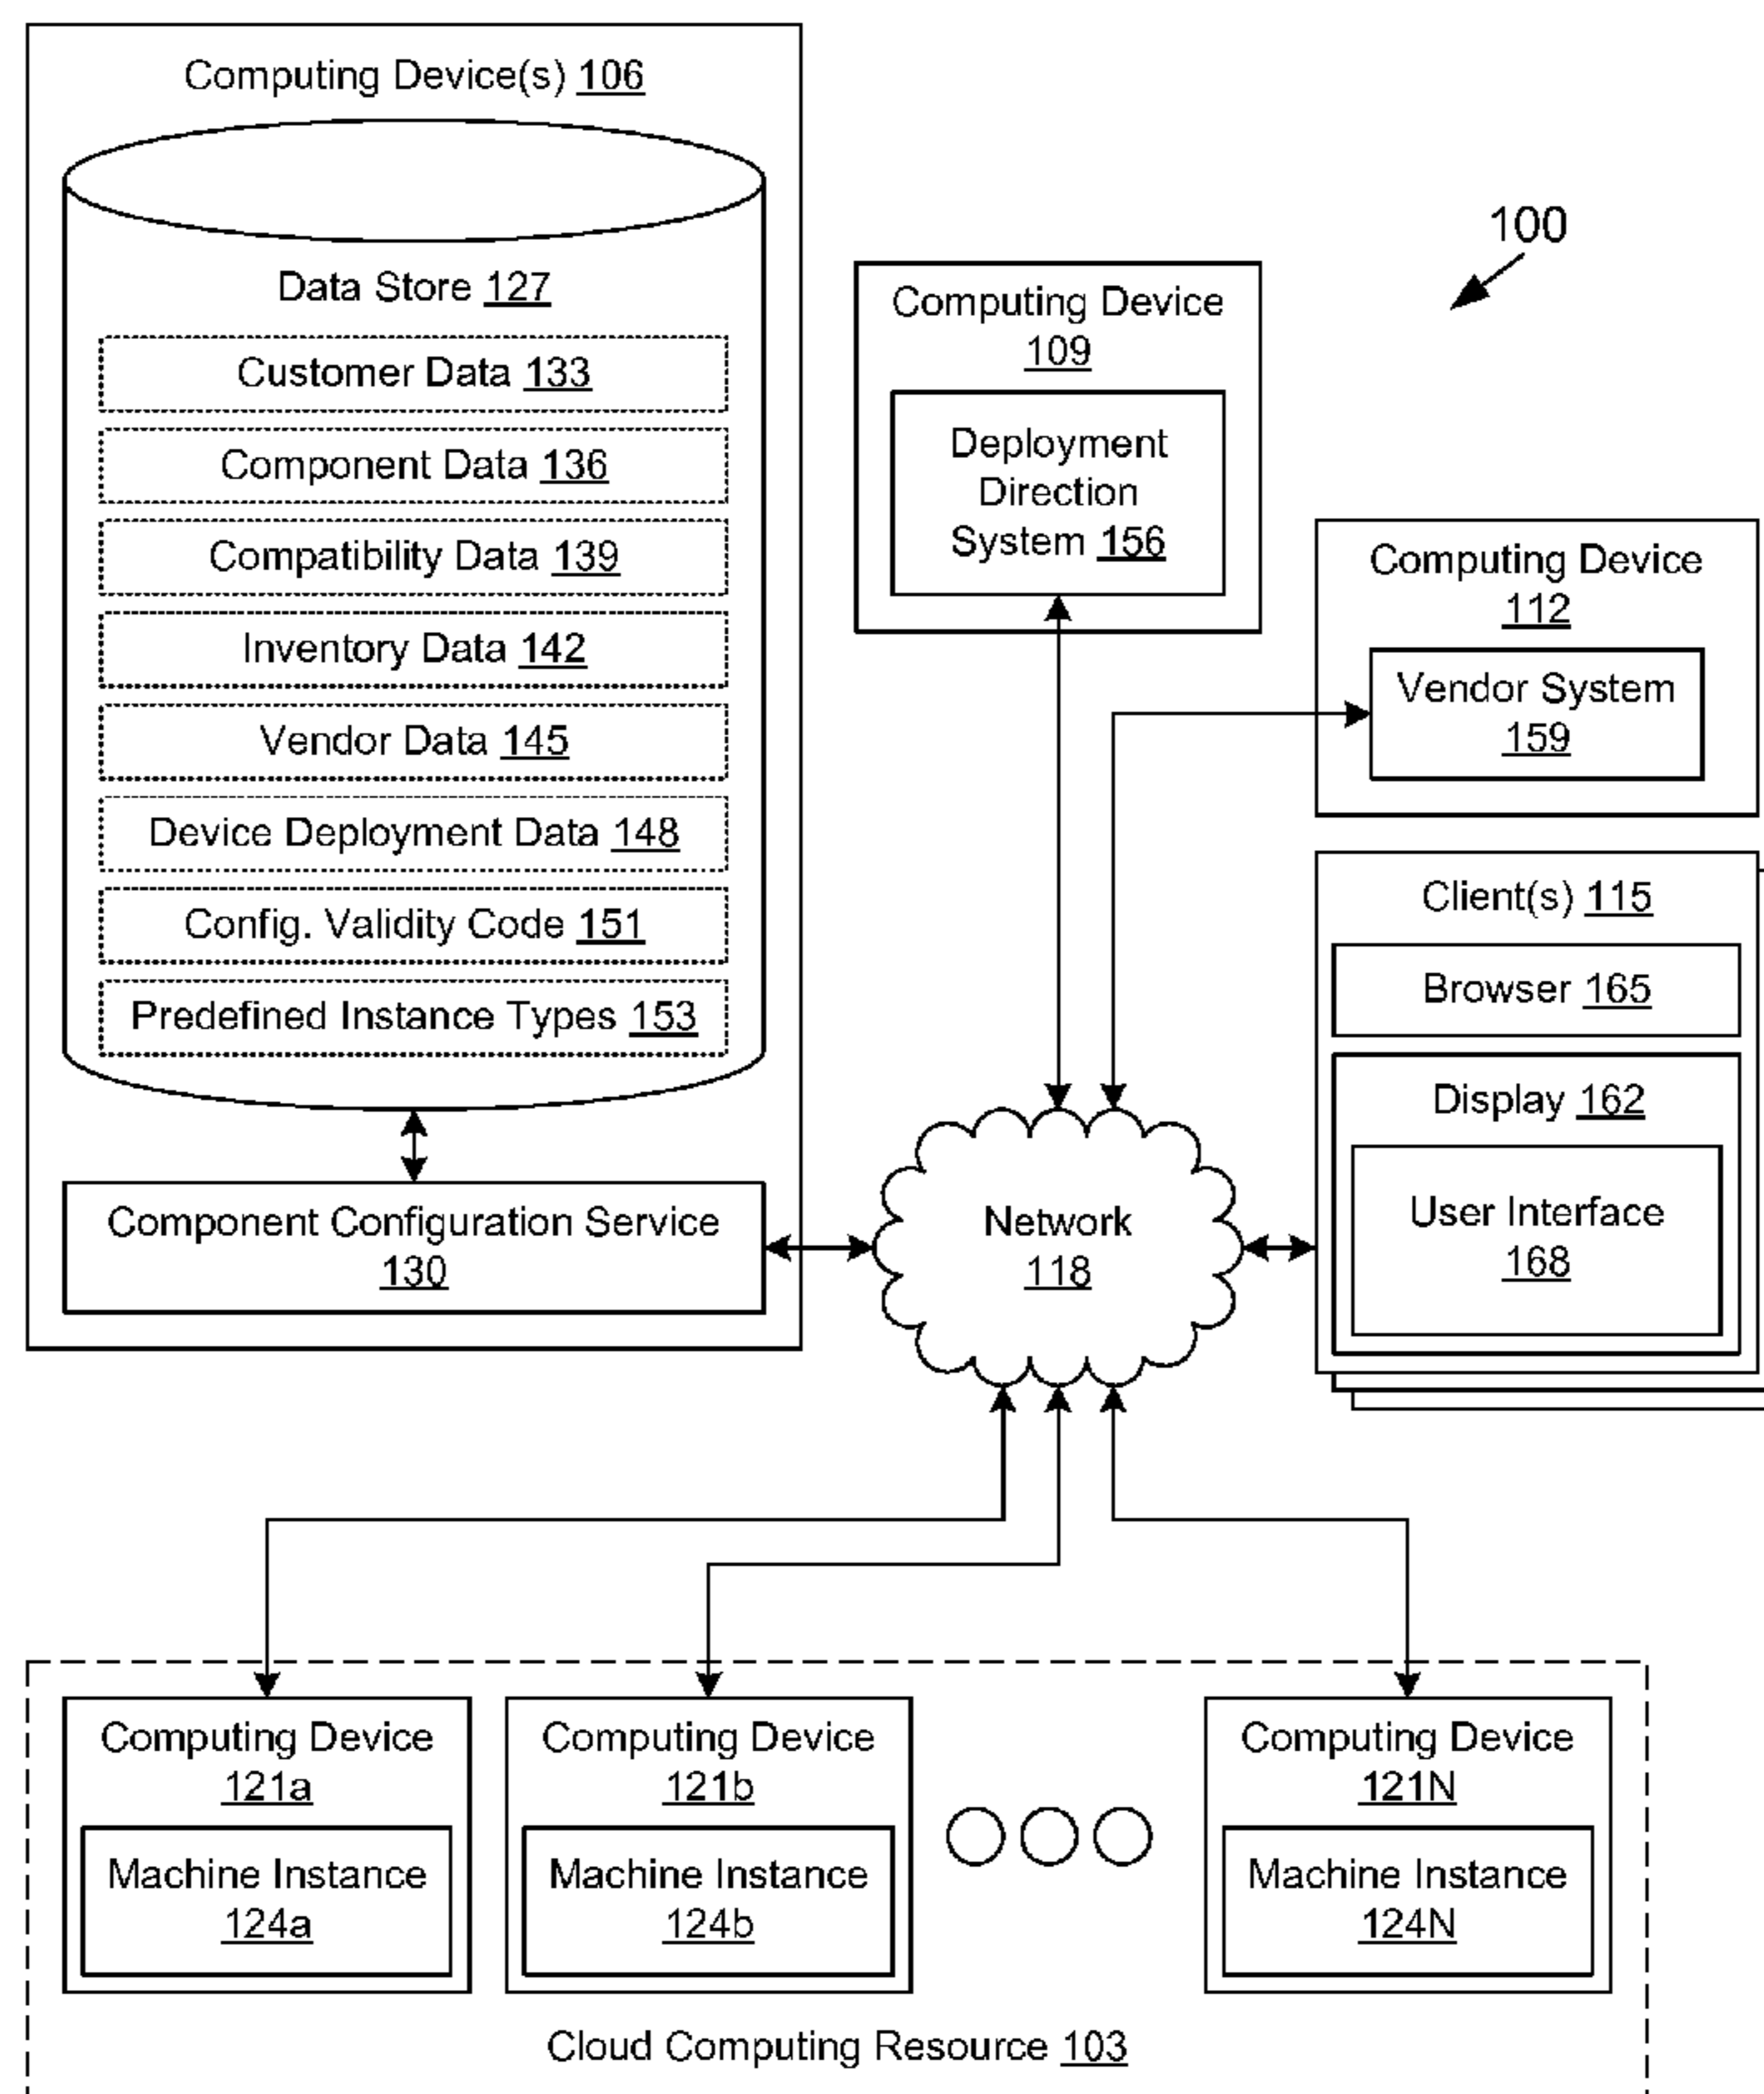 Computing Device(s) 106
Data Store 127
Customer Data 133
Component Data 136
Compatibility Data 139
Inventory Data 142
Vendor Data 145
Device Deployment Data 148
Config. Validity Code 151
Predefined Instance Types 153
Component Configuration Service
130
100
Computing Device
109
Deployment
Direction
System 156
Computing Device
112
Vendor System
159
Client(s) 115
Browser 165
Display 162
User Interface
168
Network
118
Computing Device
121a
Machine Instance
124a
Computing Device
121b
Machine Instance
124b
Computing Device
121N
Machine Instance
124N
Cloud Computing Resource 103